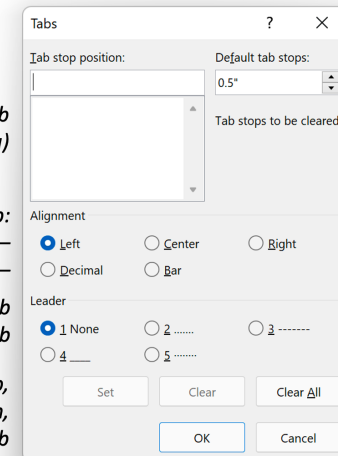 Tabs ? X
Tab stop position: Default tab stops:
0.5"
Tab stops to be cleared
Alignment
Left Center Right
Decimal Bar
Leader
1 None 2 ....... 3 -------
4 ___ 5 ........
Set Clear Clear All
OK Cancel